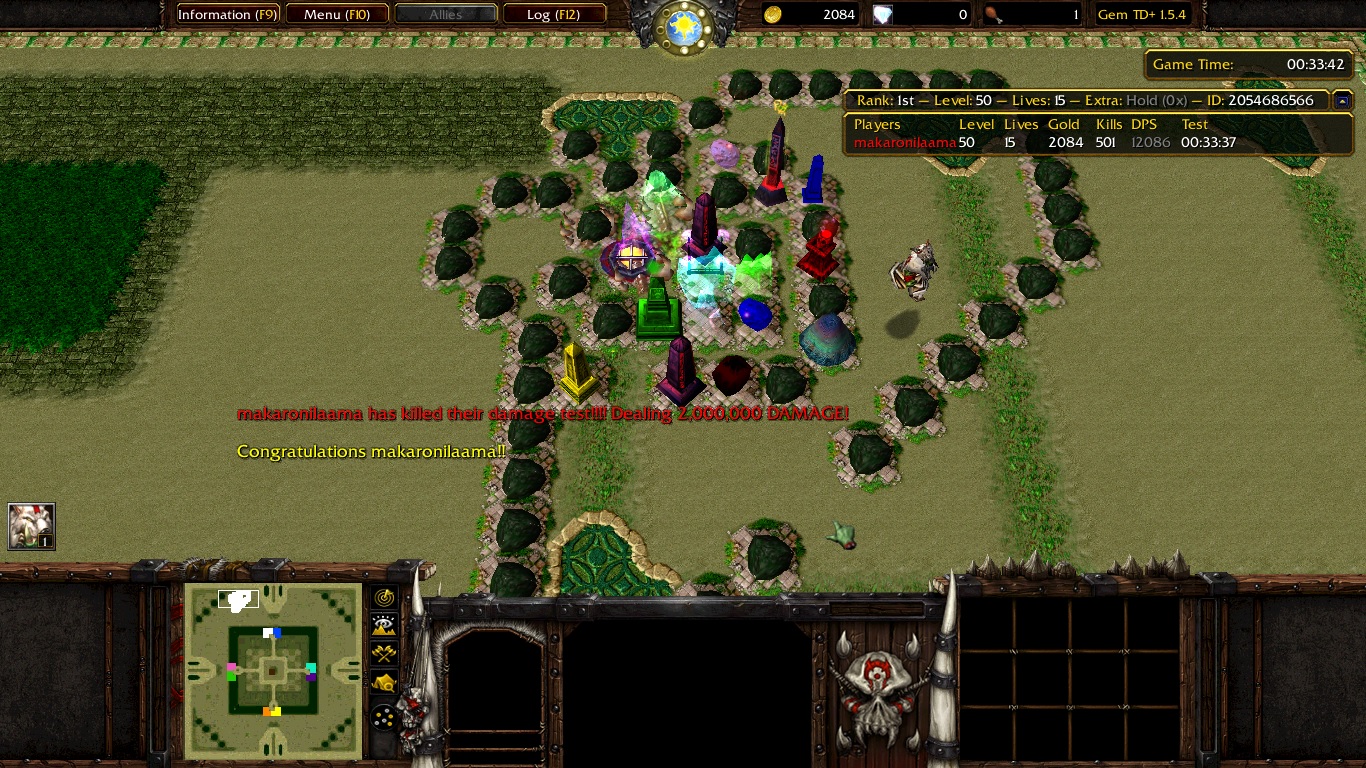 Information (F9) Menu (F10) Allies Log (F12) 2084 0 1 Gem TD+ 1.5.4
Game Time: 00:33:42
Rank: 1st — Level: 50 — Lives: 15 — Extra: Hold (0x) — ID: 2054686566
Players Level Lives Gold Kills DPS Test
makaronilaama 50 15 2084 501 12086 00:33:37
makaronilaama has killed their damage test!!!! Dealing 2,000,000 DAMAGE!
Congratulations makaronilaama!!
1